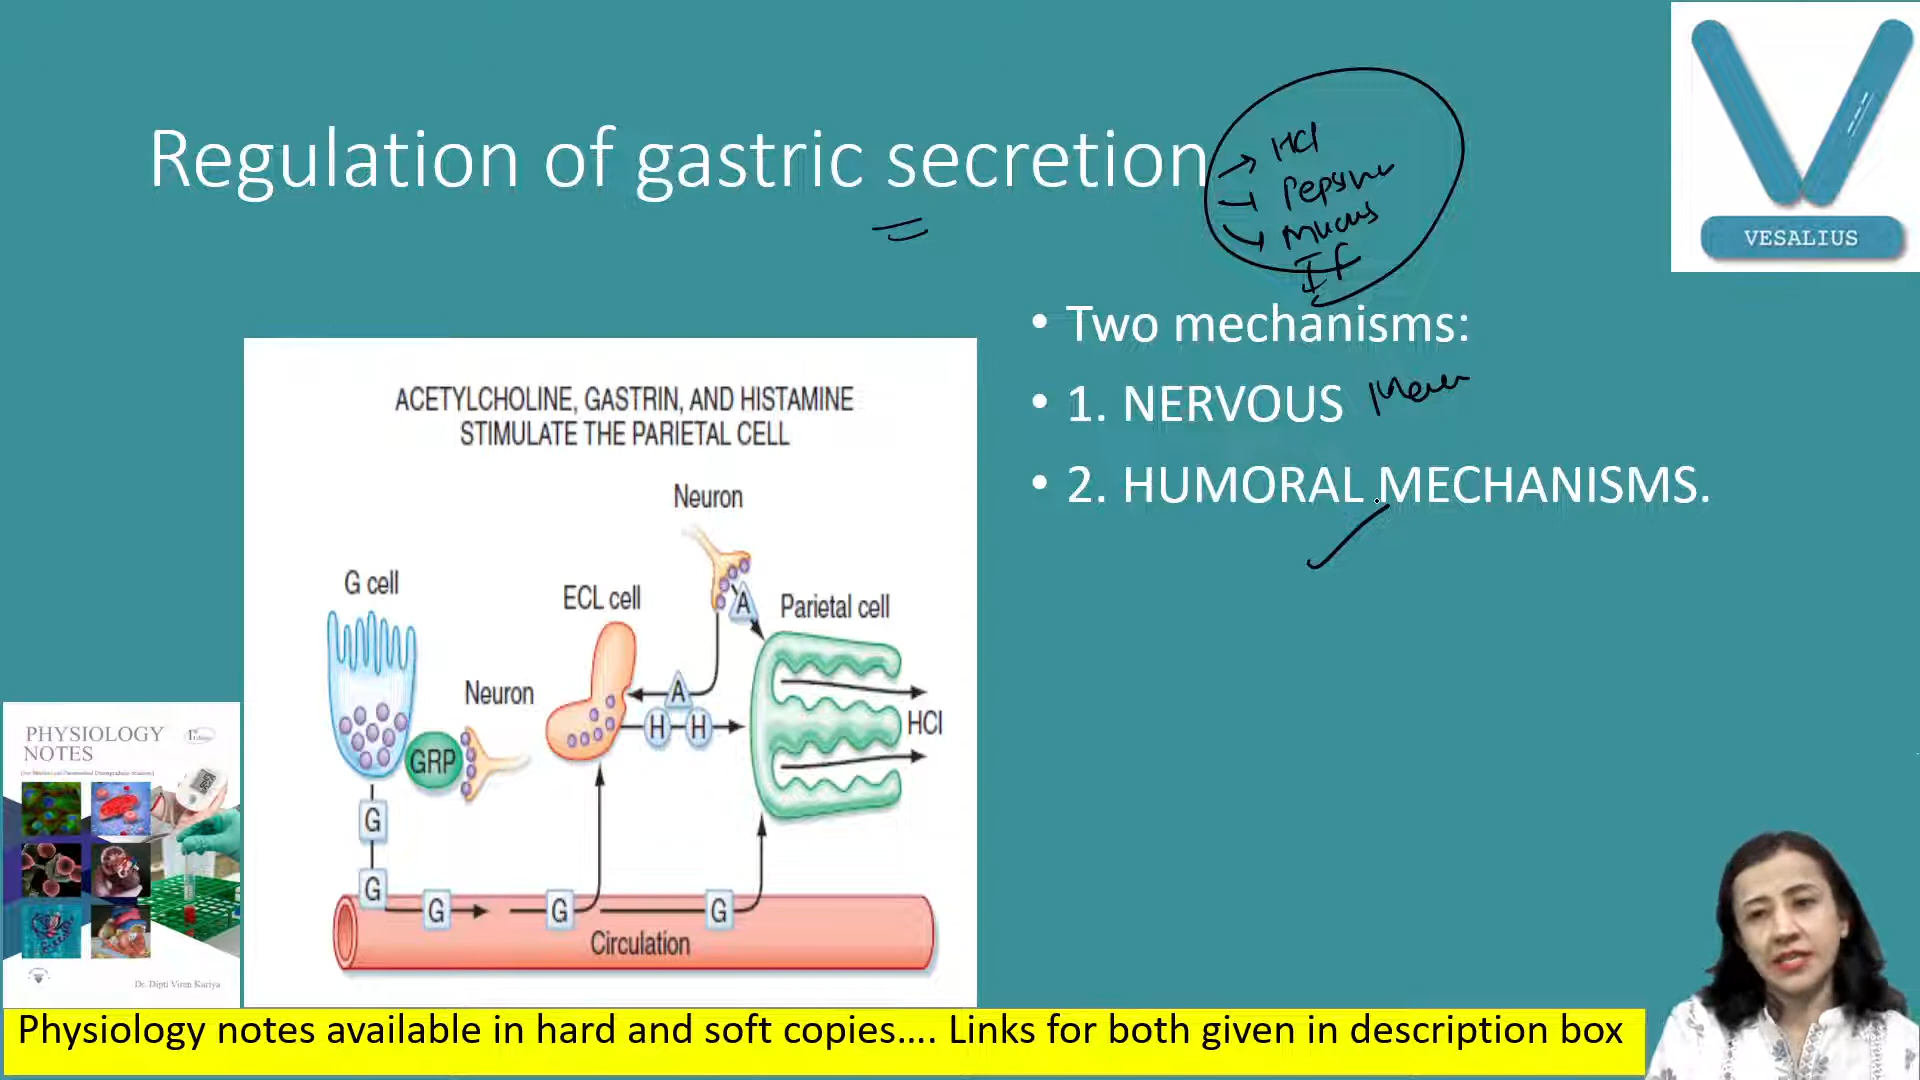 Regulation of gastric secretion
HCl
Pepsin
Mucus
If
VESALIUS
• Two mechanisms:
• 1. NERVOUS
• 2. HUMORAL MECHANISMS.
ACETYLCHOLINE, GASTRIN, AND HISTAMINE
STIMULATE THE PARIETAL CELL
Neuron
G cell
ECL cell
A
Parietal cell
Neuron
A
H H
HCl
GRP
G
G
G G G
Circulation
PHYSIOLOGY
NOTES
Dr. Dipti Viren Kariya
Physiology notes available in hard and soft copies.... Links for both given in description box